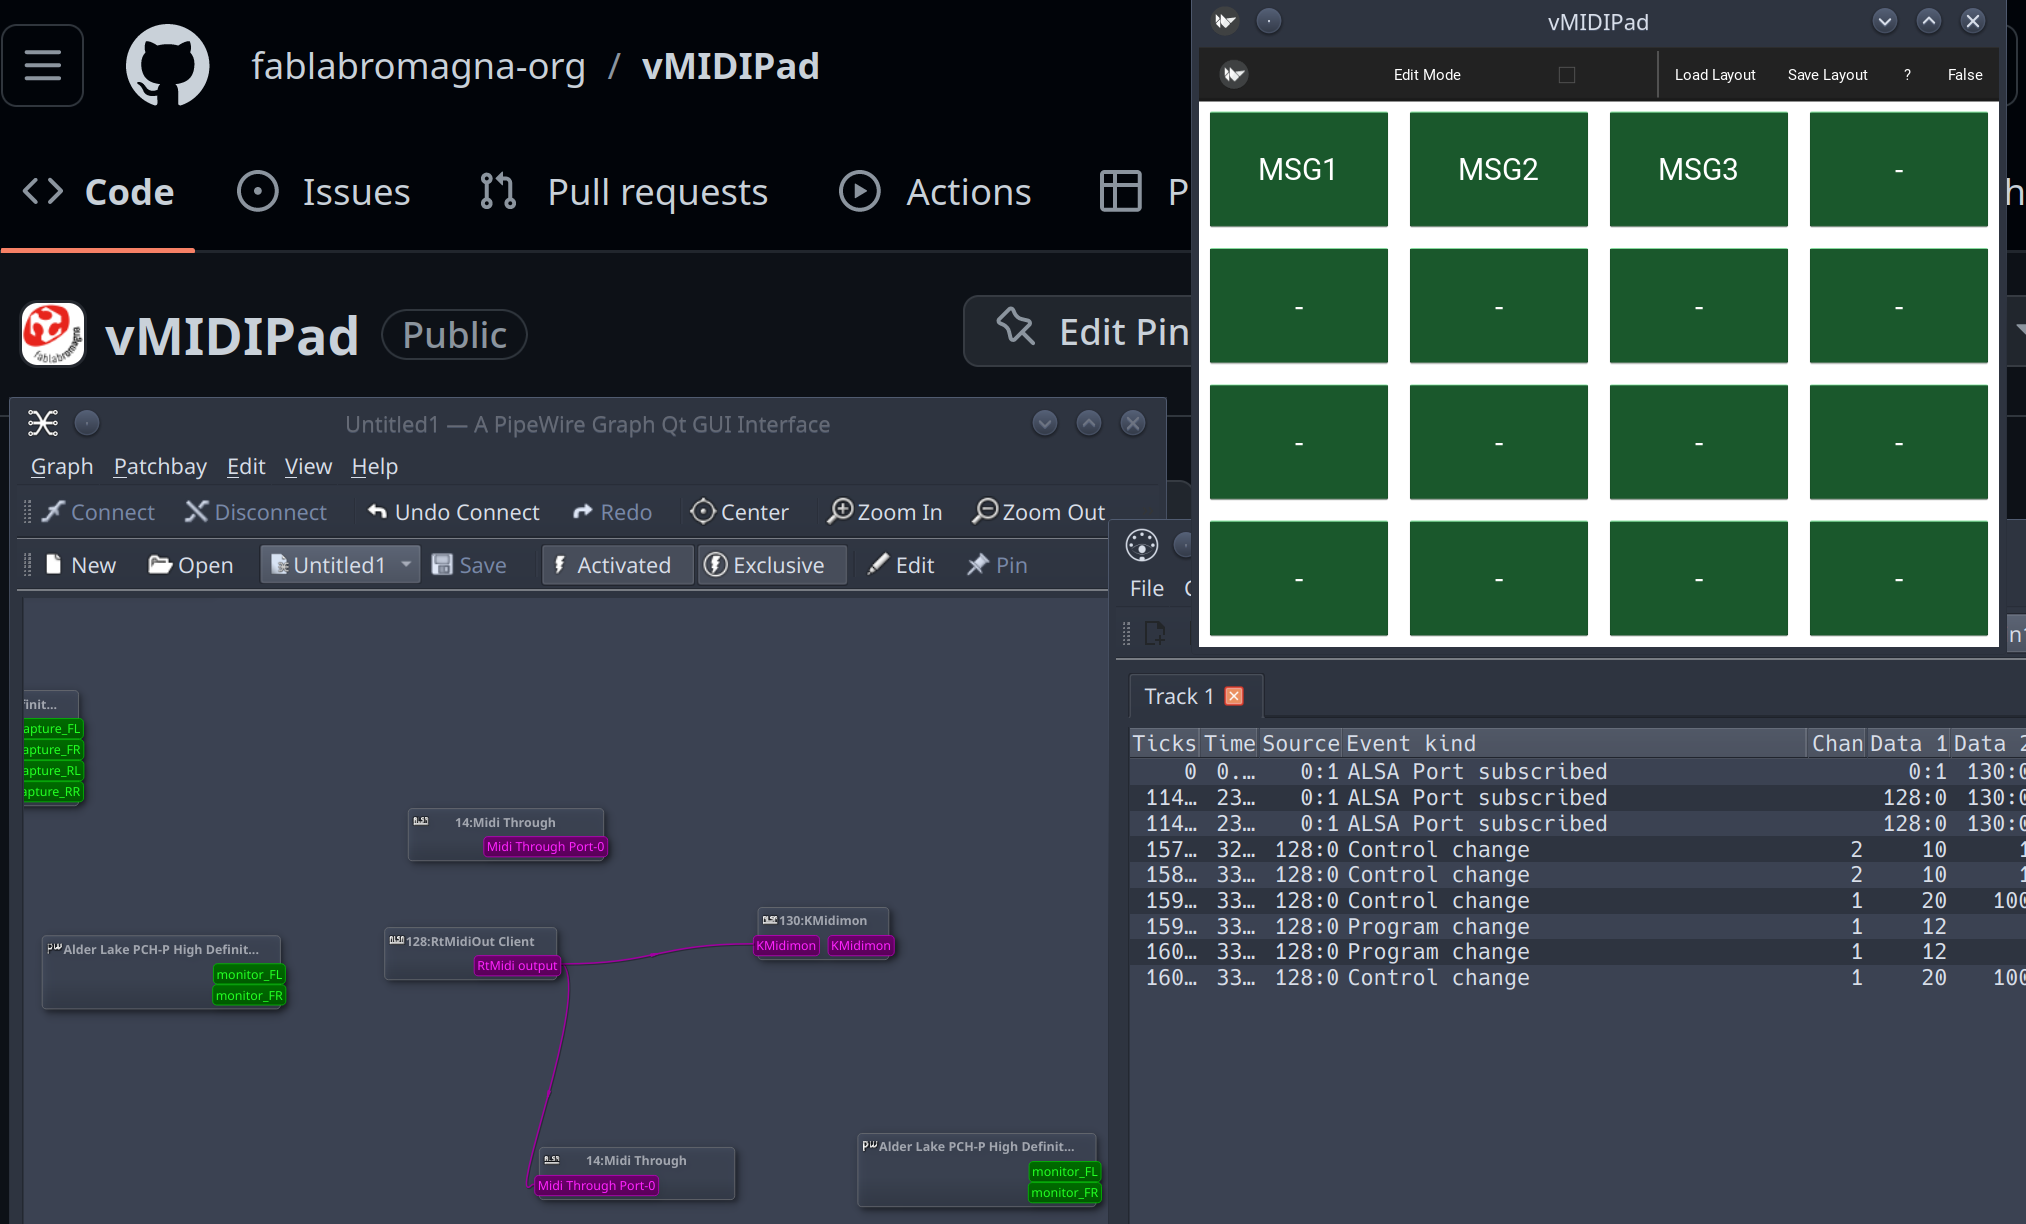 fablabromagna-org / vMIDIPad
Code
Issues
Pull requests
Actions
vMIDIPad
Public
Edit Pin
fablabromagna
vMIDIPad
Edit Mode
Load Layout
Save Layout
?
False
MSG1
MSG2
MSG3
-
-
-
-
-
-
-
-
-
-
-
-
-
Untitled1 — A PipeWire Graph Qt GUI Interface
Graph Patchbay Edit View Help
Connect Disconnect Undo Connect Redo Center Zoom In Zoom Out
New Open Untitled1 Save Activated Exclusive Edit Pin
finit...
apture_FL
apture_FR
apture_RL
apture_RR
14:Midi Through
Midi Through Port-0
Alder Lake PCH-P High Definit...
monitor_FL
monitor_FR
128:RtMidiOut Client
RtMidi output
130:KMidimon
KMidimon KMidimon
14:Midi Through
Midi Through Port-0
Alder Lake PCH-P High Definit...
monitor_FL
monitor_FR
File
Track 1
Ticks Time Source Event kind Chan Data 1 Data 2
0 0.… 0:1 ALSA Port subscribed 0:1 130:0
114… 23… 0:1 ALSA Port subscribed 128:0 130:0
114… 23… 0:1 ALSA Port subscribed 128:0 130:0
157… 32… 128:0 Control change 2 10 1
158… 33… 128:0 Control change 2 10 1
159… 33… 128:0 Control change 1 20 100
159… 33… 128:0 Program change 1 12
160… 33… 128:0 Program change 1 12
160… 33… 128:0 Control change 1 20 100